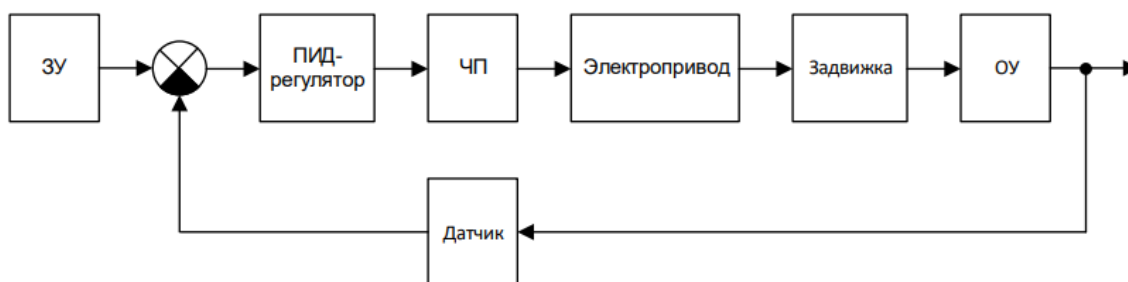 ЗУ
ПИД-
регулятор
ЧП
Электропривод
Задвижка
ОУ
Датчик